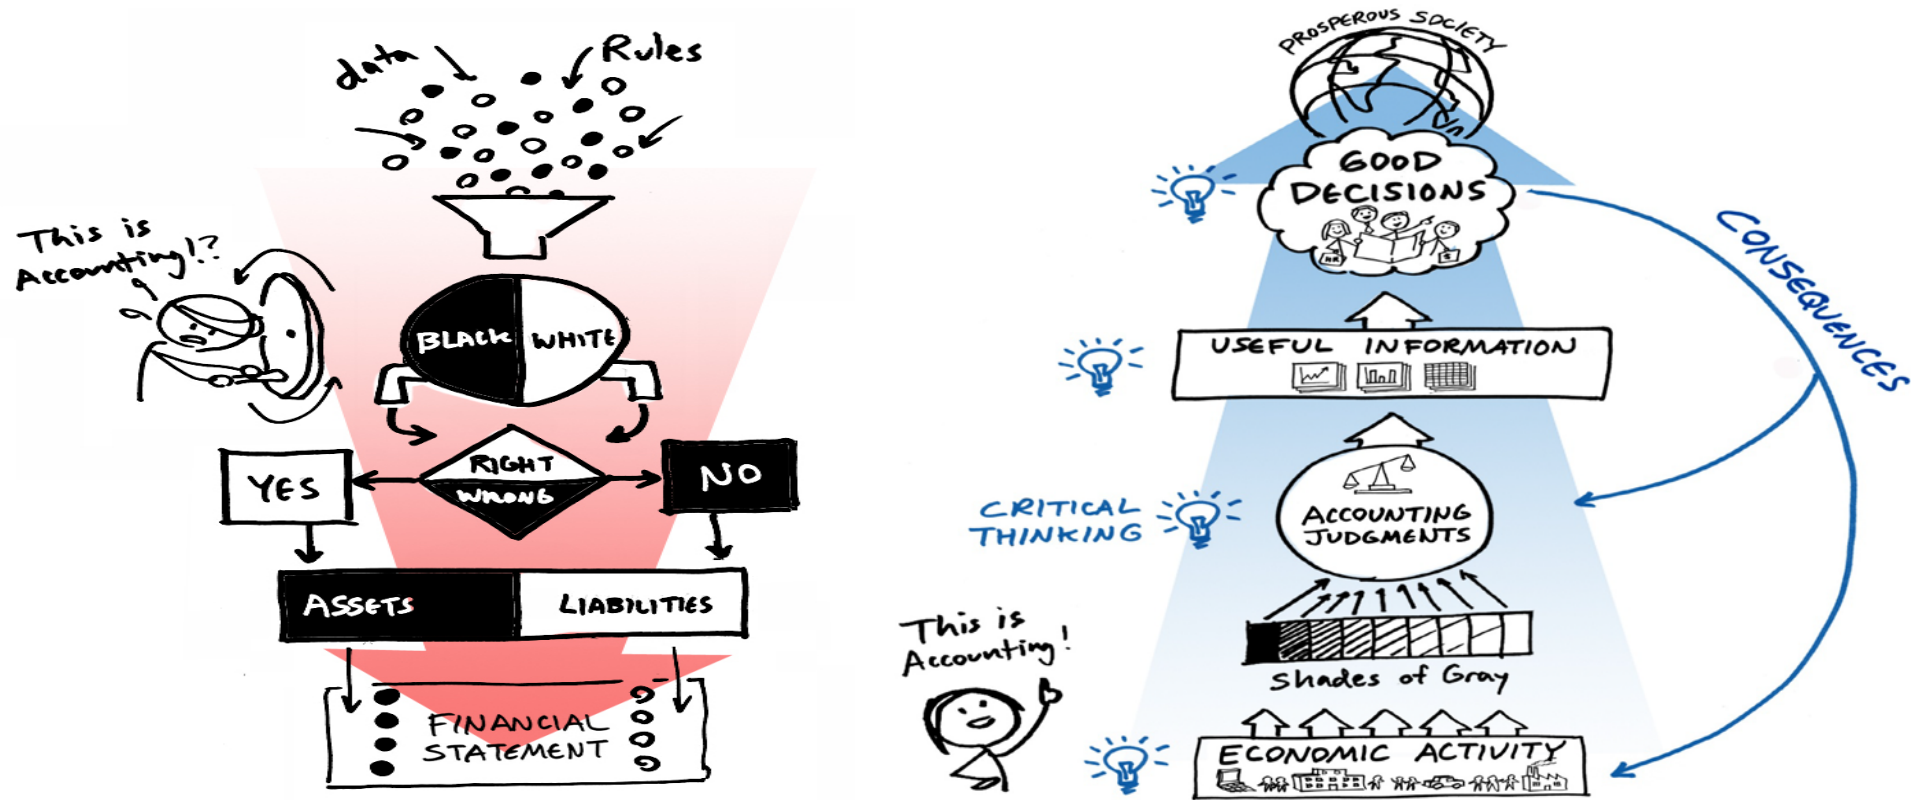 data
Rules
This is
Accounting!?
BLACK
WHITE
RIGHT
WRONG
YES
NO
ASSETS
LIABILITIES
FINANCIAL
STATEMENT
PROSPEROUS SOCIETY
GOOD
DECISIONS
HR
$
CONSEQUENCES
USEFUL INFORMATION
ACCOUNTING
JUDGMENTS
CRITICAL
THINKING
This is
Accounting!
Shades of Gray
ECONOMIC ACTIVITY